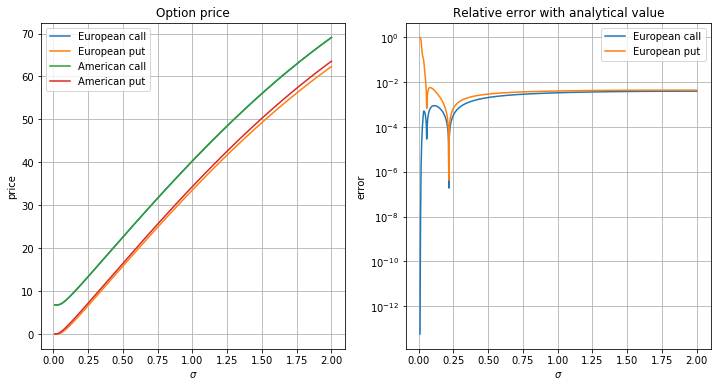 Option price
European call
European put
American call
American put
price
70
60
50
40
30
20
10
0
0.00 0.25 0.50 0.75 1.00 1.25 1.50 1.75 2.00
σ
Relative error with analytical value
European call
European put
error
10⁰
10⁻²
10⁻⁴
10⁻⁶
10⁻⁸
10⁻¹⁰
10⁻¹²
0.00 0.25 0.50 0.75 1.00 1.25 1.50 1.75 2.00
σ